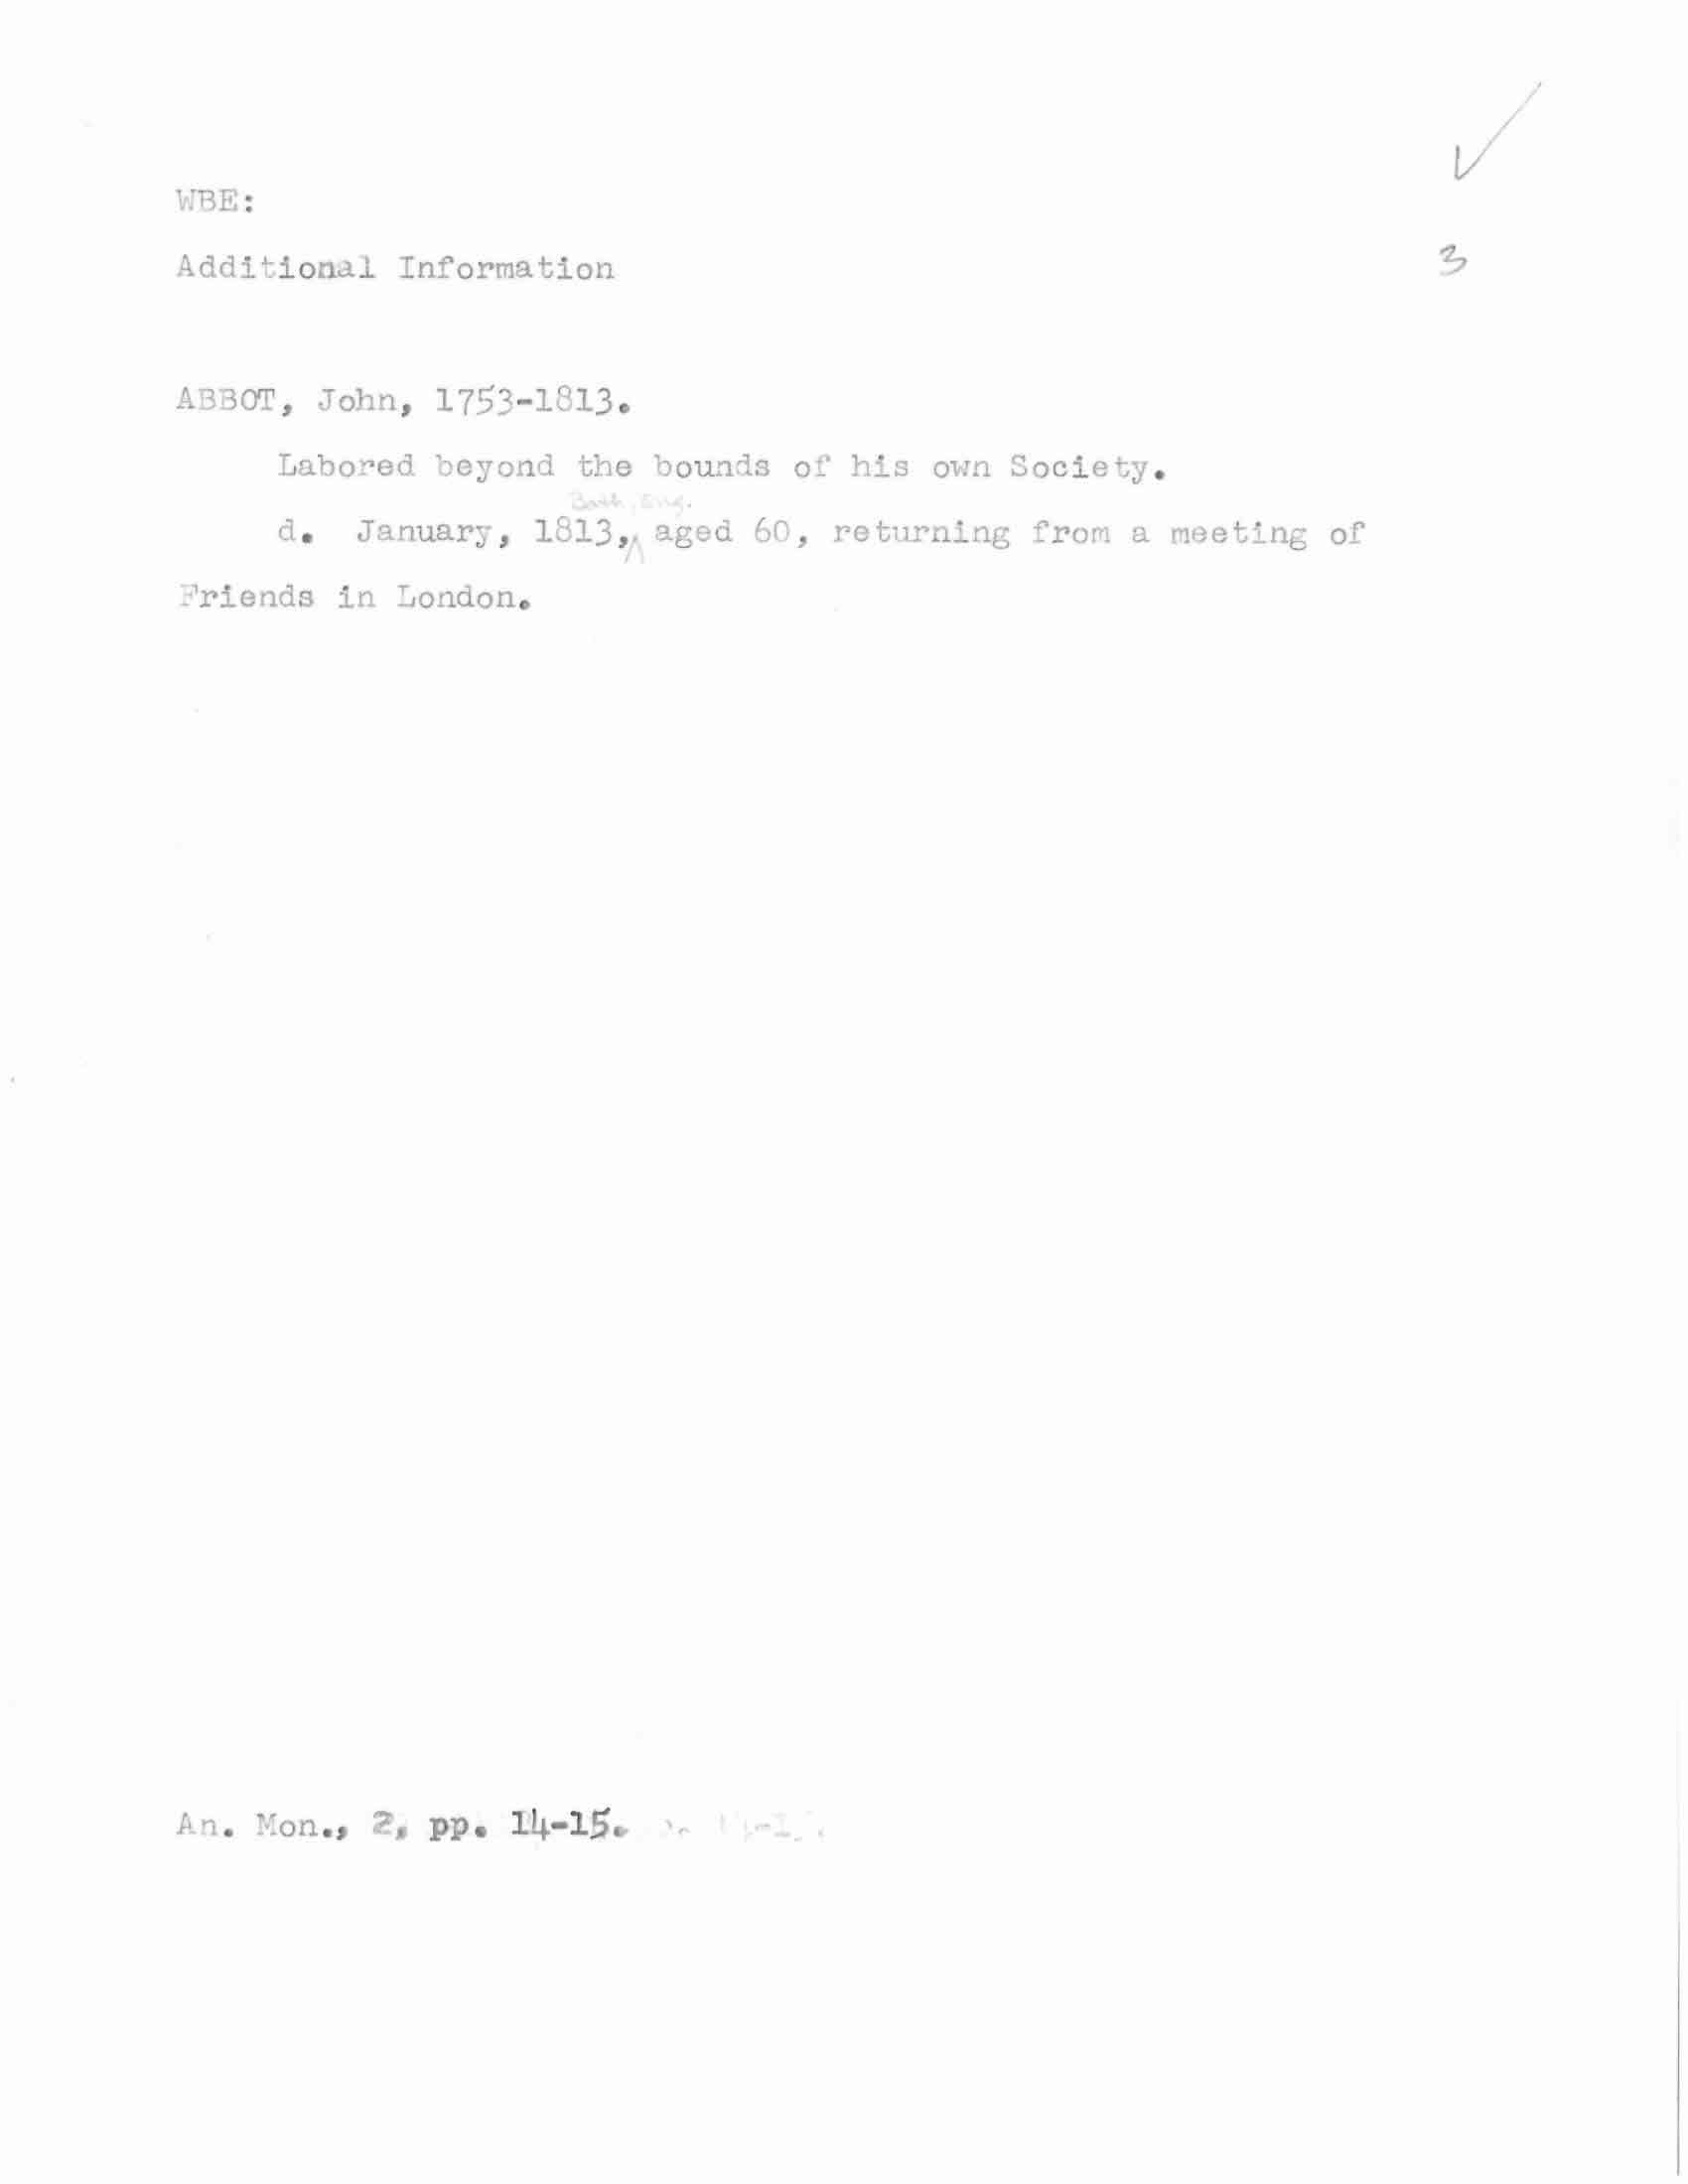 WBE:
Additional Information
3
ABBOT, John, 1753-1813.
Labored beyond the bounds of his own Society.
Bath, Eng.
d. January, 1813, aged 60, returning from a meeting of
Friends in London.
An. Mon., 2, pp. 14-15.